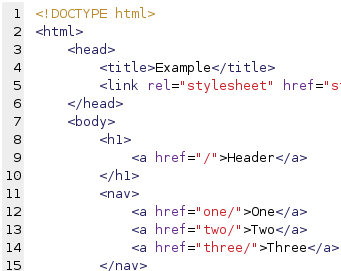 1 <!DOCTYPE html>
2 <html>
3     <head>
4         <title>Example</title>
5         <link rel="stylesheet" href="st
6     </head>
7     <body>
8         <h1>
9             <a href="/">Header</a>
10         </h1>
11         <nav>
12             <a href="one/">One</a>
13             <a href="two/">Two</a>
14             <a href="three/">Three</a>
15         </nav>